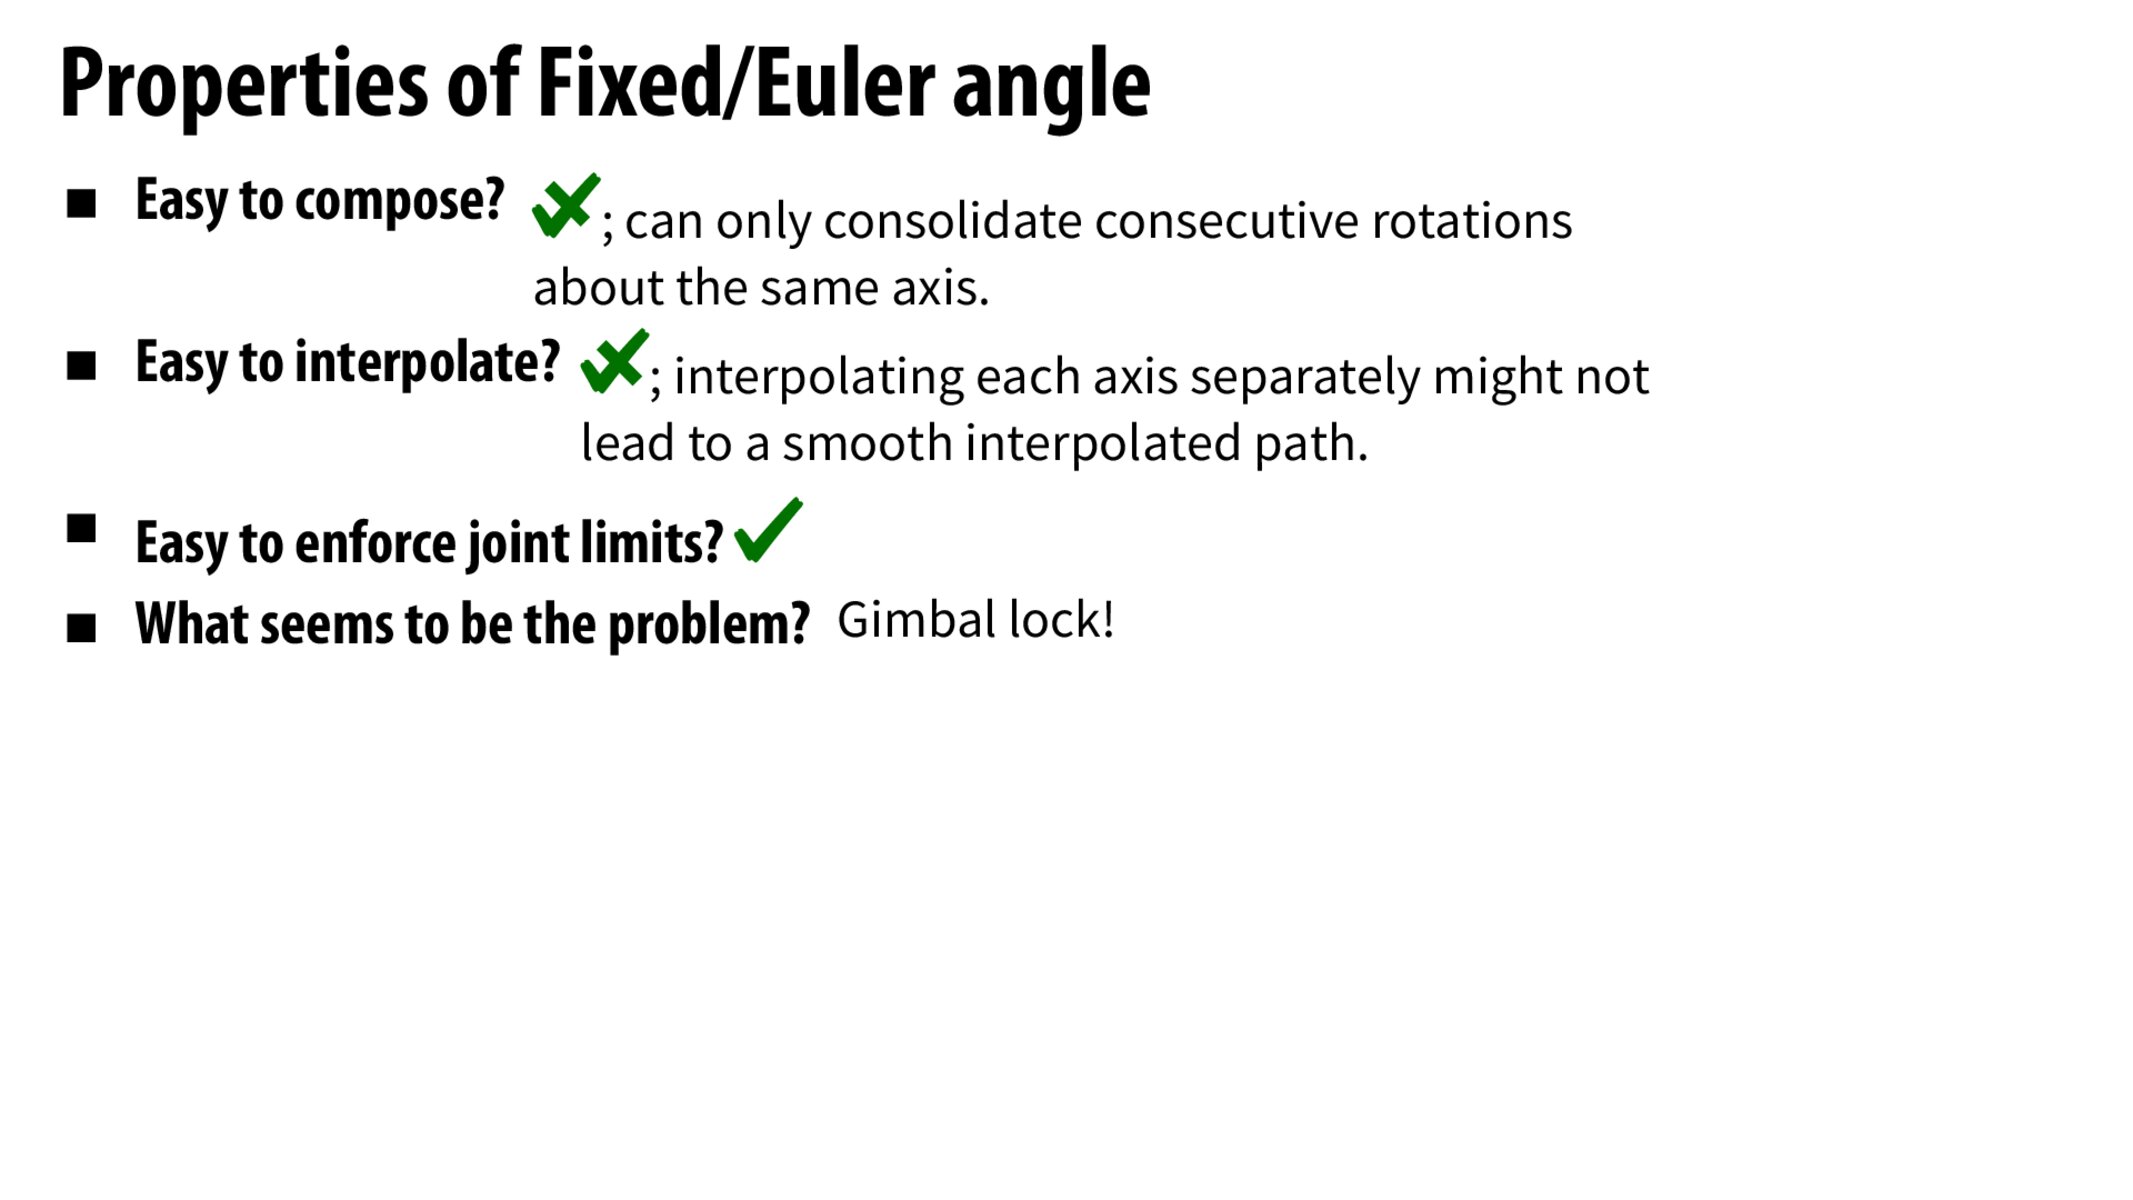 Properties of Fixed/Euler angle
■ Easy to compose? ✓✗; can only consolidate consecutive rotations
about the same axis.
■ Easy to interpolate? ✓✗; interpolating each axis separately might not
lead to a smooth interpolated path.
■ Easy to enforce joint limits? ✓
■ What seems to be the problem? Gimbal lock!